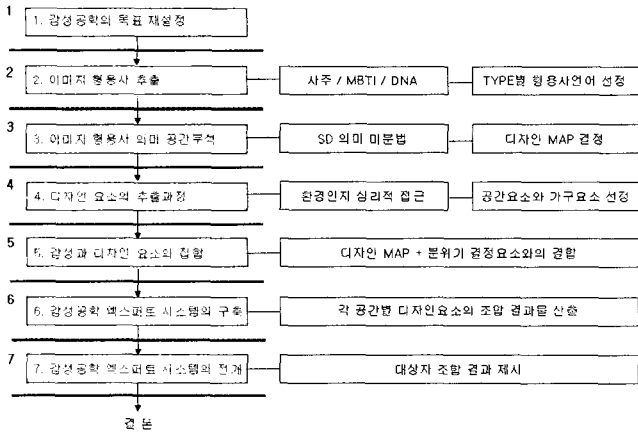 1
1. 감성공학의 목표 재설정
2
2. 이미지 형용사 추출
사주 / MBTI / DNA
TYPE별 형용사언어 선정
3
3. 이미지 형용사 의미 공간분석
SD 의미 미분법
디자인 MAP 결정
4
4. 디자인 요소의 추출과정
환경인지 심리적 접근
공간요소와 가구요소 선정
5
5. 감성과 디자인 요소의 접합
디자인 MAP + 분위기 결정요소와의 결합
6
6. 감성공학 엑스퍼트 시스템의 구축
각 공간별 디자인요소의 조합 결과물 산출
7
7. 감성공학 엑스퍼트 시스템의 전개
대상자 조합 결과 제시
결 론